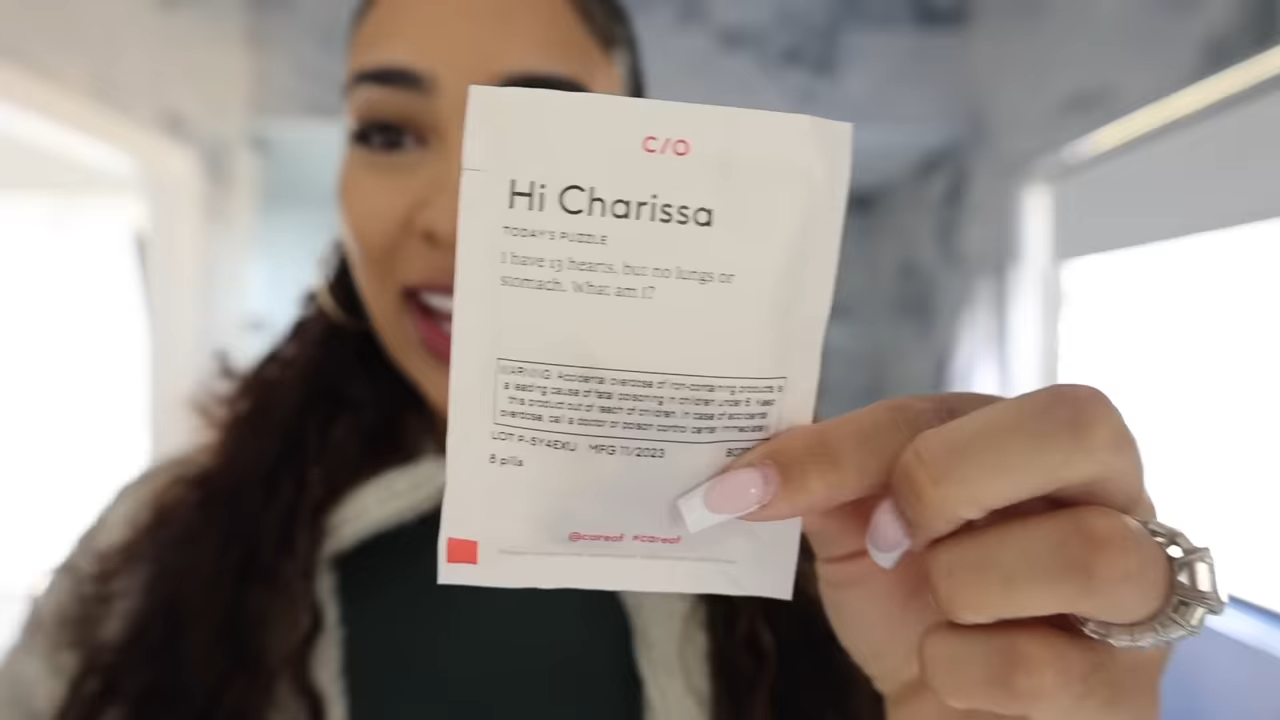 C/O
Hi Charissa
TODAY'S PUZZLE
I have 13 hearts, but no lungs or
stomach. What am I?
WARNING: Accidental overdose of iron-containing products is
a leading cause of fatal poisoning in children under 6. Keep
this product out of reach of children. In case of accidental
overdose, call a doctor or poison control center immediately.
LOT P-5Y4EXU MFG 11/2023
8 pills
@careof #careof